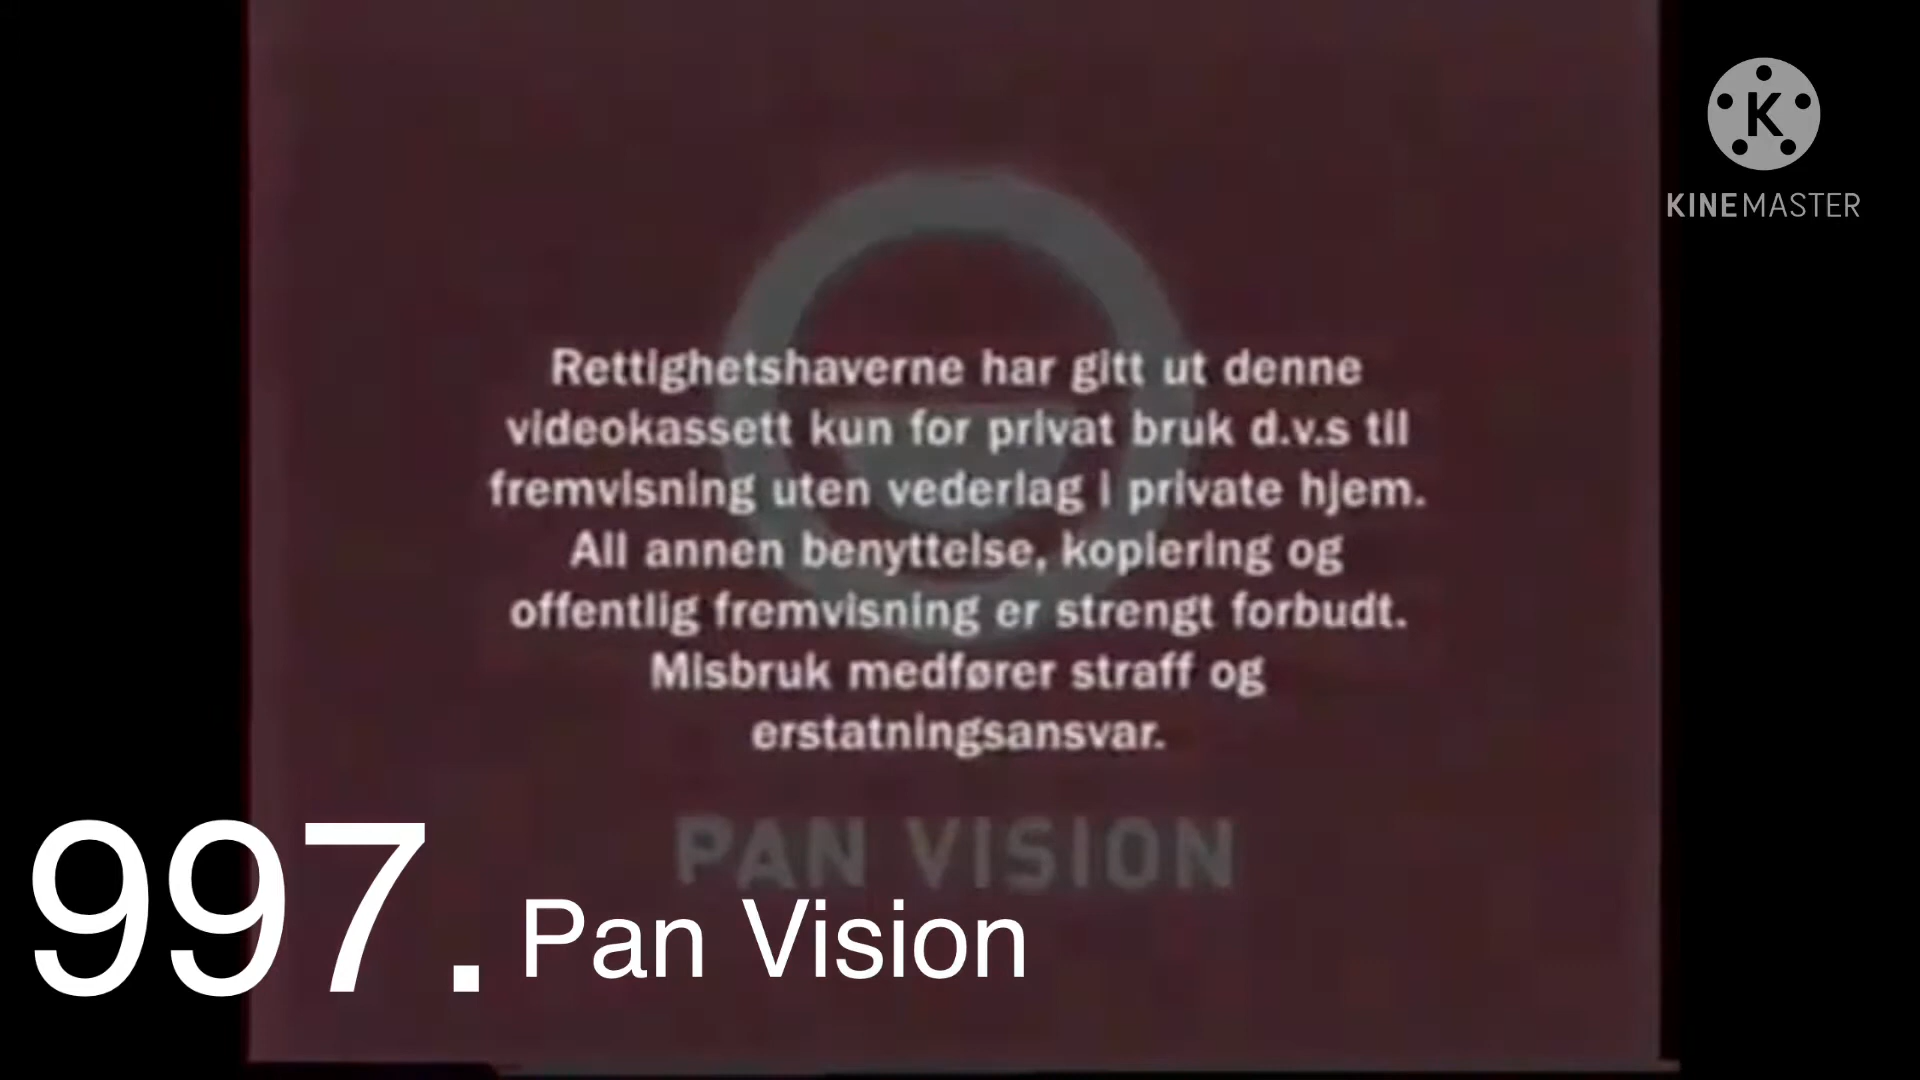 K
KINEMASTER
Rettighetshaverne har gitt ut denne
videokassett kun for privat bruk d.v.s til
fremvisning uten vederlag i private hjem.
All annen benyttelse, kopiering og
offentlig fremvisning er strengt forbudt.
Misbruk medfører straff og
erstatningsansvar.
PAN VISION
997. Pan Vision